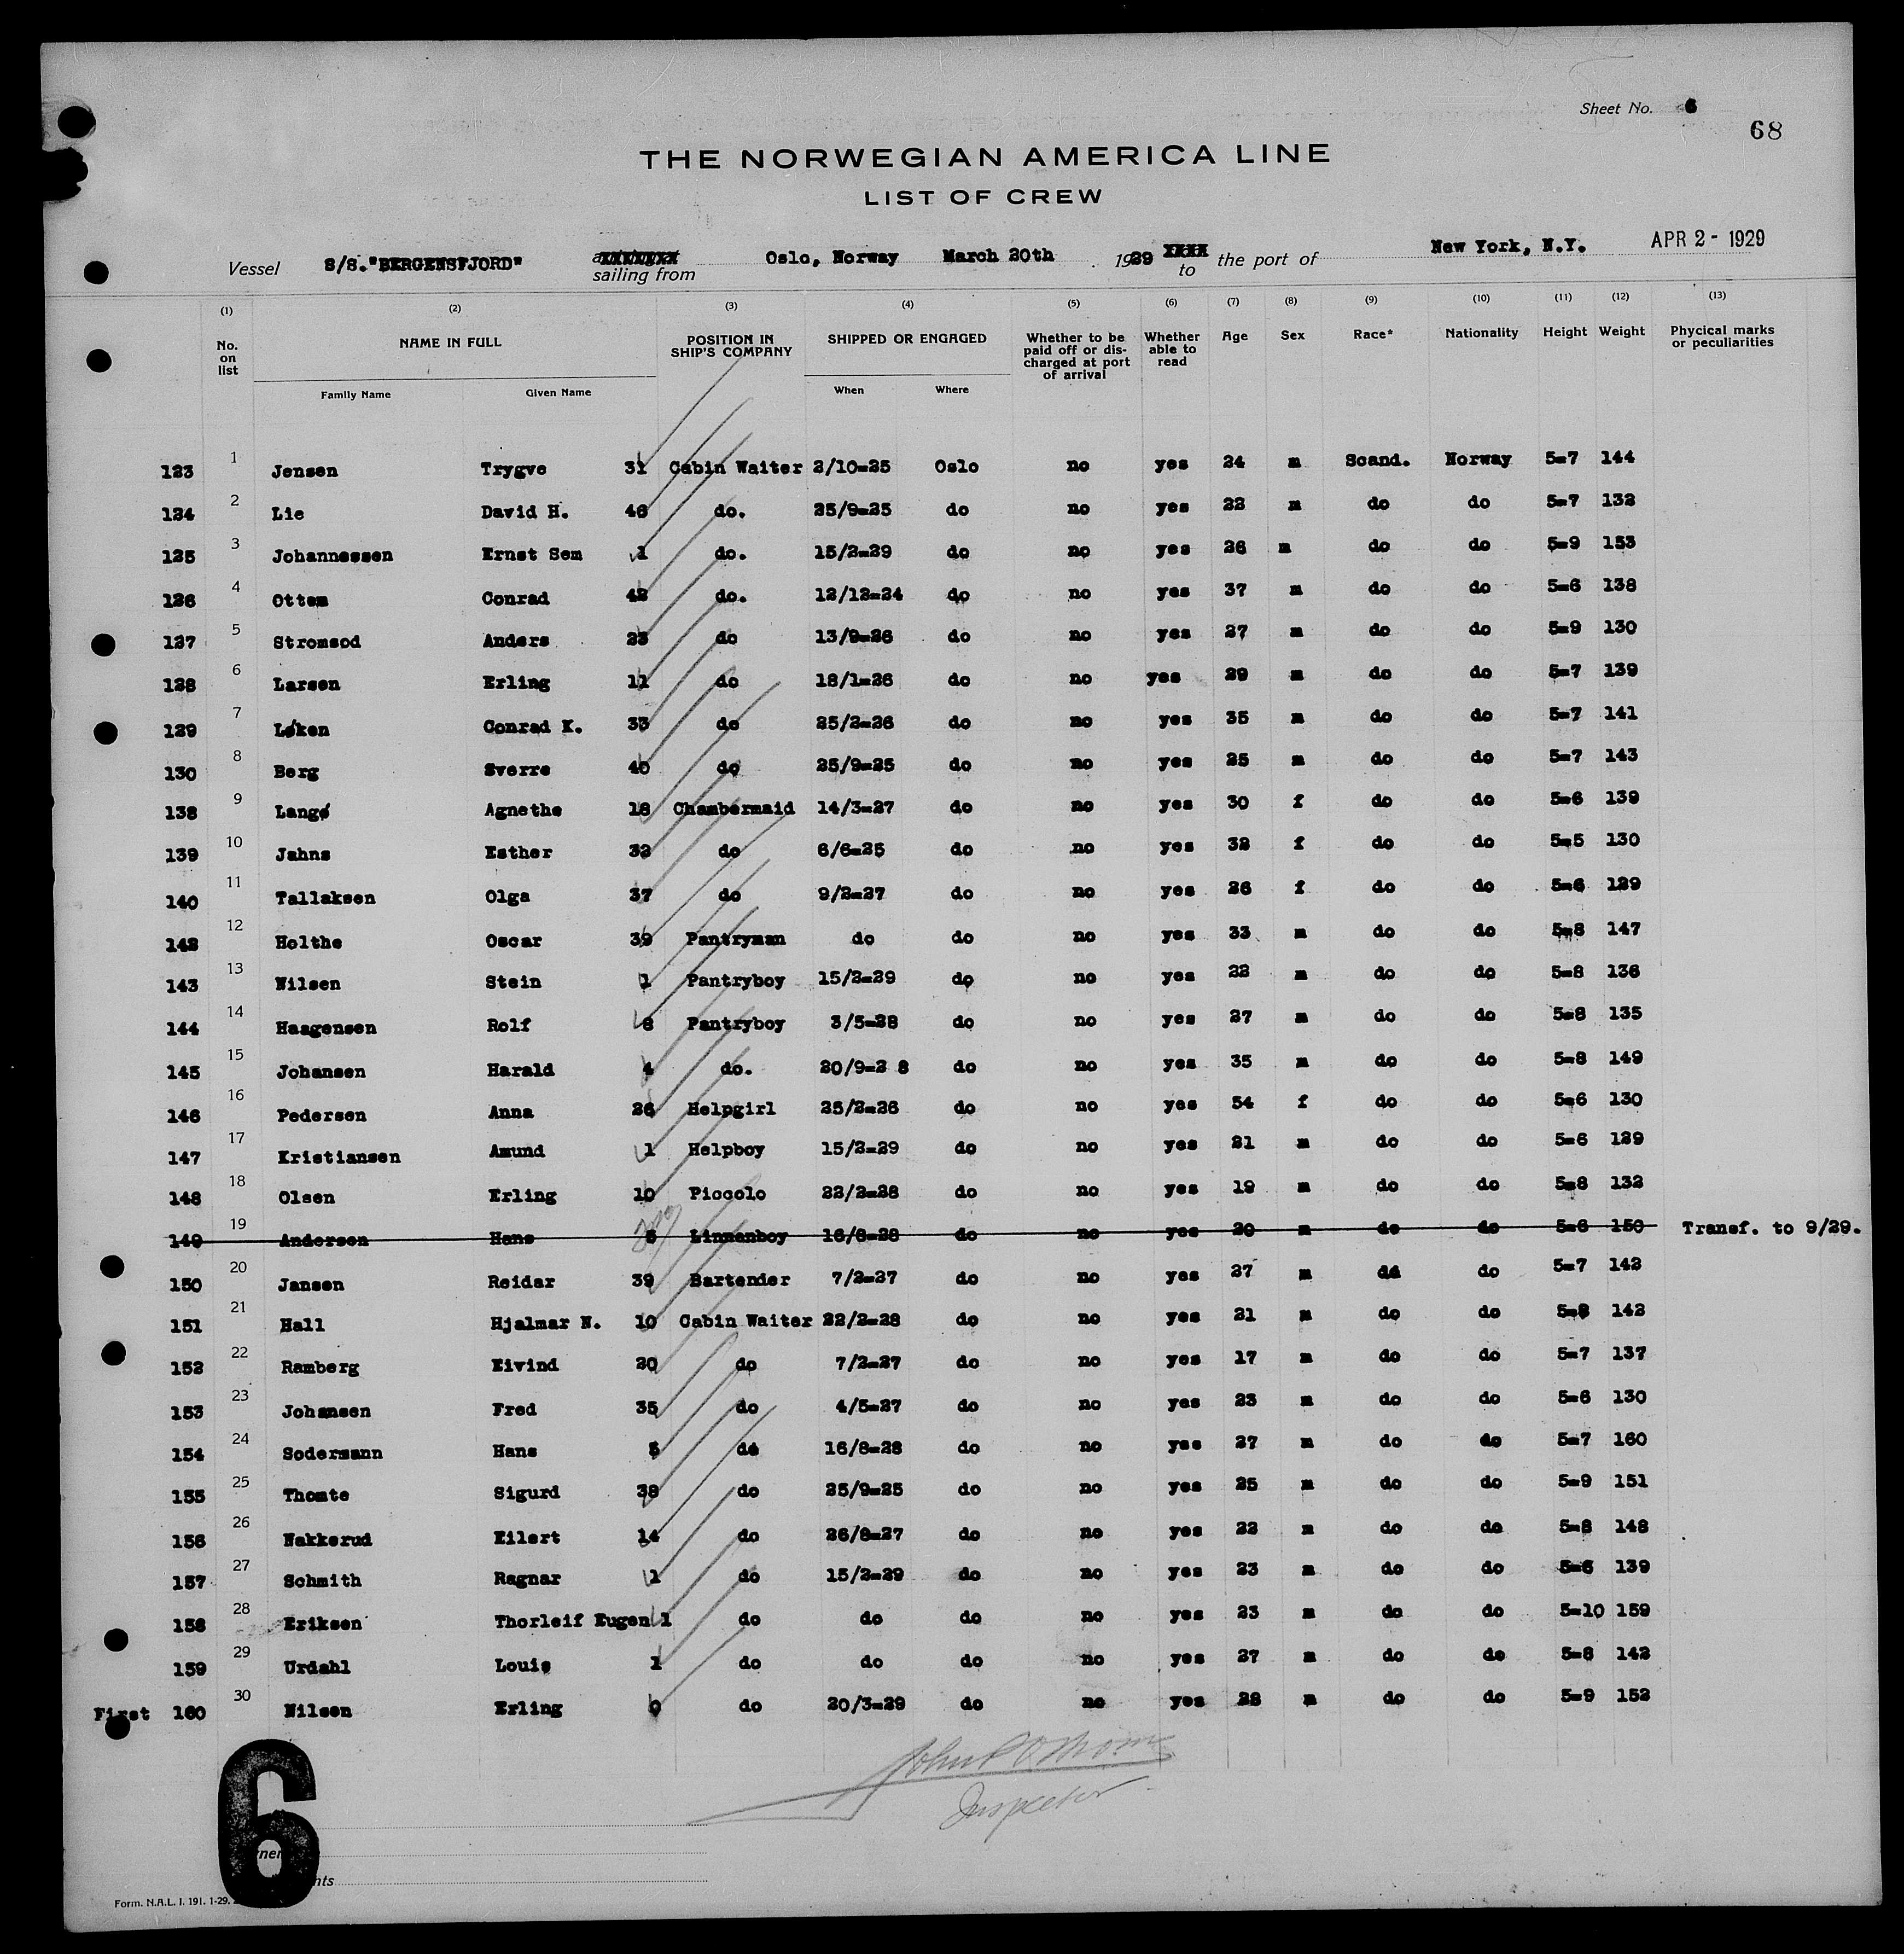 Sheet No. 6
68
THE NORWEGIAN AMERICA LINE
LIST OF CREW
Vessel S/S."BERGENSFJORD" sailing from Oslo, Norway March 20th 1929 to the port of New York, N.Y. APR 2 - 1929
(1) (2) (3) (4) (5) (6) (7) (8) (9) (10) (11) (12) (13)
No. on list NAME IN FULL POSITION IN SHIP'S COMPANY SHIPPED OR ENGAGED Whether to be paid off or discharged at port of arrival Whether able to read Age Sex Race* Nationality Height Weight Phycical marks or peculiarities
Family Name Given Name When Where
123 1 Jensen Trygve 31 Cabin Waiter 2/10-25 Oslo no yes 24 m Scand. Norway 5-7 144
124 2 Lie David H. 46 do. 25/9-25 do no yes 22 m do do 5-7 132
125 3 Johannessen Ernst Sem 1 do. 15/2-29 do no yes 26 m do do 5-9 153
126 4 Ottem Conrad 42 do. 12/12-24 do no yes 37 m do do 5-6 138
127 5 Stromsod Anders 23 do 13/9-26 do no yes 27 m do do 5-9 130
128 6 Larsen Erling 11 do 18/1-26 do no yes 29 m do do 5-7 139
129 7 Løken Conrad K. 33 do 25/2-26 do no yes 35 m do do 5-7 141
130 8 Berg Sverre 40 do 25/9-25 do no yes 25 m do do 5-7 143
138 9 Langø Agnethe 18 Chambermaid 14/3-27 do no yes 30 f do do 5-6 139
139 10 Jahns Esther 32 do 6/6-25 do no yes 32 f do do 5-5 130
140 11 Tallaksen Olga 37 do 9/2-27 do no yes 26 f do do 5-6 129
142 12 Holthe Oscar 39 Pantryman do do no yes 33 m do do 5-8 147
143 13 Nilsen Stein 1 Pantryboy 15/2-29 do no yes 22 m do do 5-8 136
144 14 Haagensen Rolf 8 Pantryboy 3/5-28 do no yes 27 m do do 5-8 135
145 15 Johansen Harald 4 do. 20/9-2 8 do no yes 35 m do do 5-8 149
146 16 Pedersen Anna 26 Helpgirl 25/2-26 do no yes 54 f do do 5-6 130
147 17 Kristiansen Amund 1 Helpboy 15/2-29 do no yes 21 m do do 5-6 129
148 18 Olsen Erling 10 Piccolo 22/2-28 do no yes 19 m do do 5-8 132
149 19 Andersen Hans 5 Linnenboy 16/8-28 do no yes 20 m do do 5-6 150 Transf. to 9/29.
150 20 Jansen Reidar 39 Bartender 7/2-27 do no yes 27 m do do 5-7 142
151 21 Hall Hjalmar N. 10 Cabin Waiter 22/2-28 do no yes 21 m do do 5-8 142
152 22 Ramberg Eivind 20 do 7/2-27 do no yes 17 m do do 5-7 137
153 23 Johansen Fred 35 do 4/5-27 do no yes 23 m do do 5-6 130
154 24 Sodermann Hans 5 do 16/8-28 do no yes 27 m do do 5-7 160
155 25 Thomte Sigurd 38 do 25/9-25 do no yes 25 m do do 5-9 151
156 26 Nakkerud Eilert 14 do 26/8-27 do no yes 22 m do do 5-8 148
157 27 Schmith Ragnar 1 do 15/2-29 do no yes 23 m do do 5-6 139
158 28 Eriksen Thorleif Eugen 1 do do do no yes 23 m do do 5-10 159
159 29 Urdahl Louis 1 do do do no yes 27 m do do 5-8 142
First 160 30 Nilsen Erling 0 do 20/3-29 do no yes 28 m do do 5-9 152
Inspector
6
Form. N.A.L. I. 191. 1-29.